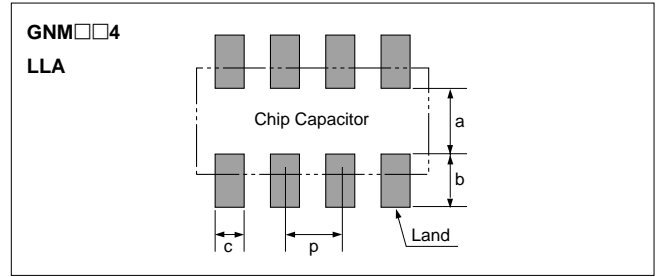 GNM□□4
LLA
Chip Capacitor
a
b
c
p
Land